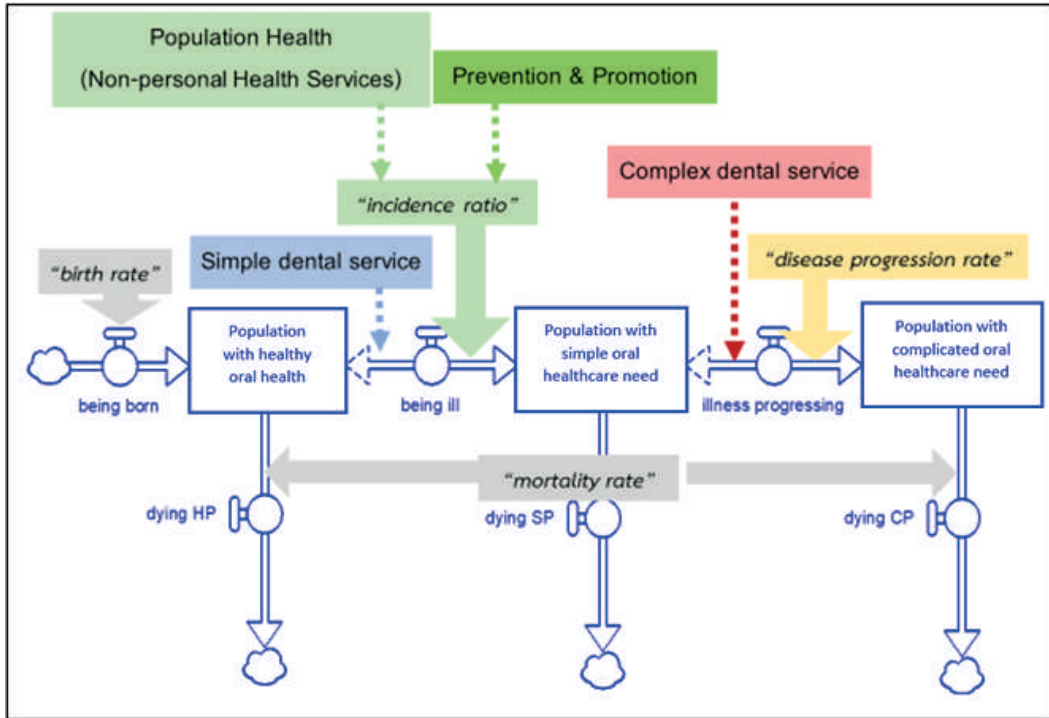 Population Health
(Non-personal Health Services)
Prevention & Promotion
Complex dental service
“incidence ratio”
“birth rate”
Simple dental service
“disease progression rate”
Population
with healthy
oral health
Population with
simple oral
healthcare need
Population with
complicated oral
healthcare need
being born
being ill
illness progressing
“mortality rate”
dying HP
dying SP
dying CP